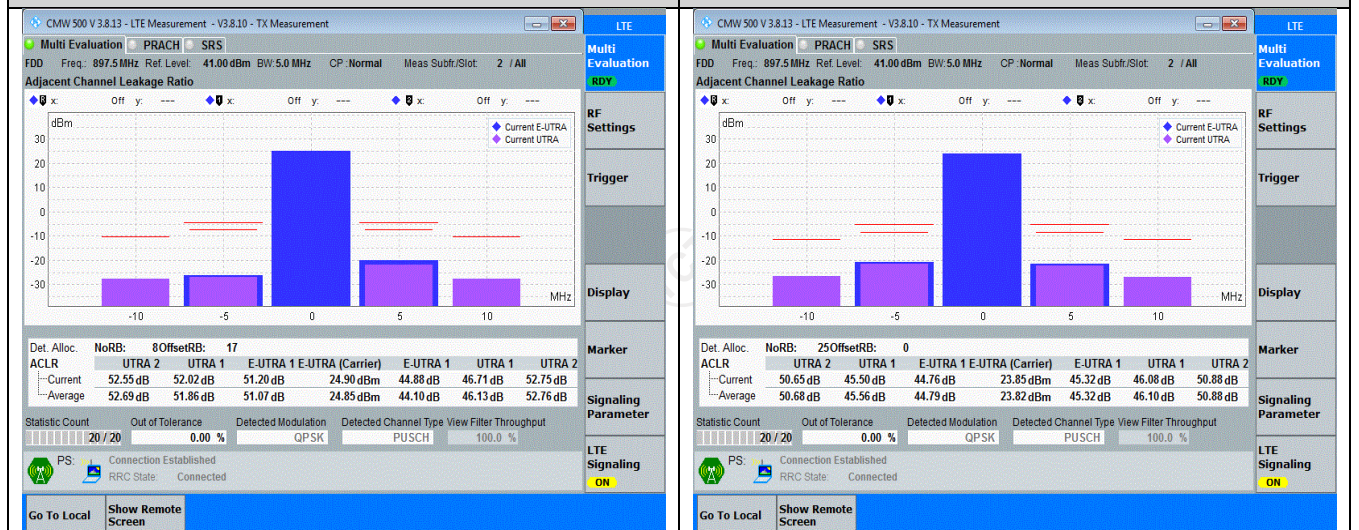 CMW 500 V 3.8.13 - LTE Measurement - V3.8.10 - TX Measurement
LTE
Multi Evaluation PRACH SRS
Multi
Evaluation
RDY
FDD Freq.: 897.5 MHz Ref. Level: 41.00 dBm BW: 5.0 MHz CP : Normal Meas Subfr./Slot: 2 / All
Adjacent Channel Leakage Ratio
x: Off y: --- x: Off y: --- x: Off y: ---
RF
Settings
dBm
Current E-UTRA
Current UTRA
30
20
10
0
-10
-20
-30
MHz
-10 -5 0 5 10
Trigger
Display
Marker
Signaling
Parameter
LTE
Signaling
ON
Det. Alloc. NoRB: 8 OffsetRB: 17
ACLR UTRA 2 UTRA 1 E-UTRA 1 E-UTRA (Carrier) E-UTRA 1 UTRA 1 UTRA 2
Current 52.55 dB 52.02 dB 51.20 dB 24.90 dBm 44.88 dB 46.71 dB 52.75 dB
Average 52.69 dB 51.86 dB 51.07 dB 24.85 dBm 44.10 dB 46.13 dB 52.76 dB
Statistic Count Out of Tolerance Detected Modulation Detected Channel Type View Filter Throughput
20 / 20 0.00 % QPSK PUSCH 100.0 %
PS: Connection Established
RRC State: Connected
Go To Local
Show Remote
Screen
CMW 500 V 3.8.13 - LTE Measurement - V3.8.10 - TX Measurement
LTE
Multi Evaluation PRACH SRS
Multi
Evaluation
RDY
FDD Freq.: 897.5 MHz Ref. Level: 41.00 dBm BW: 5.0 MHz CP : Normal Meas Subfr./Slot: 2 / All
Adjacent Channel Leakage Ratio
x: Off y: --- x: Off y: --- x: Off y: ---
RF
Settings
dBm
Current E-UTRA
Current UTRA
30
20
10
0
-10
-20
-30
MHz
-10 -5 0 5 10
Trigger
Display
Marker
Signaling
Parameter
LTE
Signaling
ON
Det. Alloc. NoRB: 25 OffsetRB: 0
ACLR UTRA 2 UTRA 1 E-UTRA 1 E-UTRA (Carrier) E-UTRA 1 UTRA 1 UTRA 2
Current 50.65 dB 45.50 dB 44.76 dB 23.85 dBm 45.32 dB 46.08 dB 50.88 dB
Average 50.68 dB 45.56 dB 44.79 dB 23.82 dBm 45.32 dB 46.10 dB 50.88 dB
Statistic Count Out of Tolerance Detected Modulation Detected Channel Type View Filter Throughput
20 / 20 0.00 % QPSK PUSCH 100.0 %
PS: Connection Established
RRC State: Connected
Go To Local
Show Remote
Screen